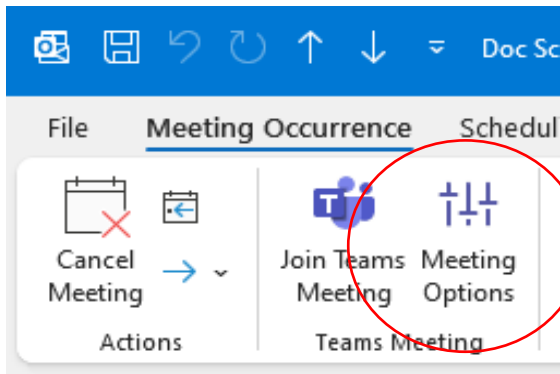 Doc Sc
File Meeting Occurrence Schedul
Cancel Meeting
Join Teams Meeting
Meeting Options
Actions
Teams Meeting